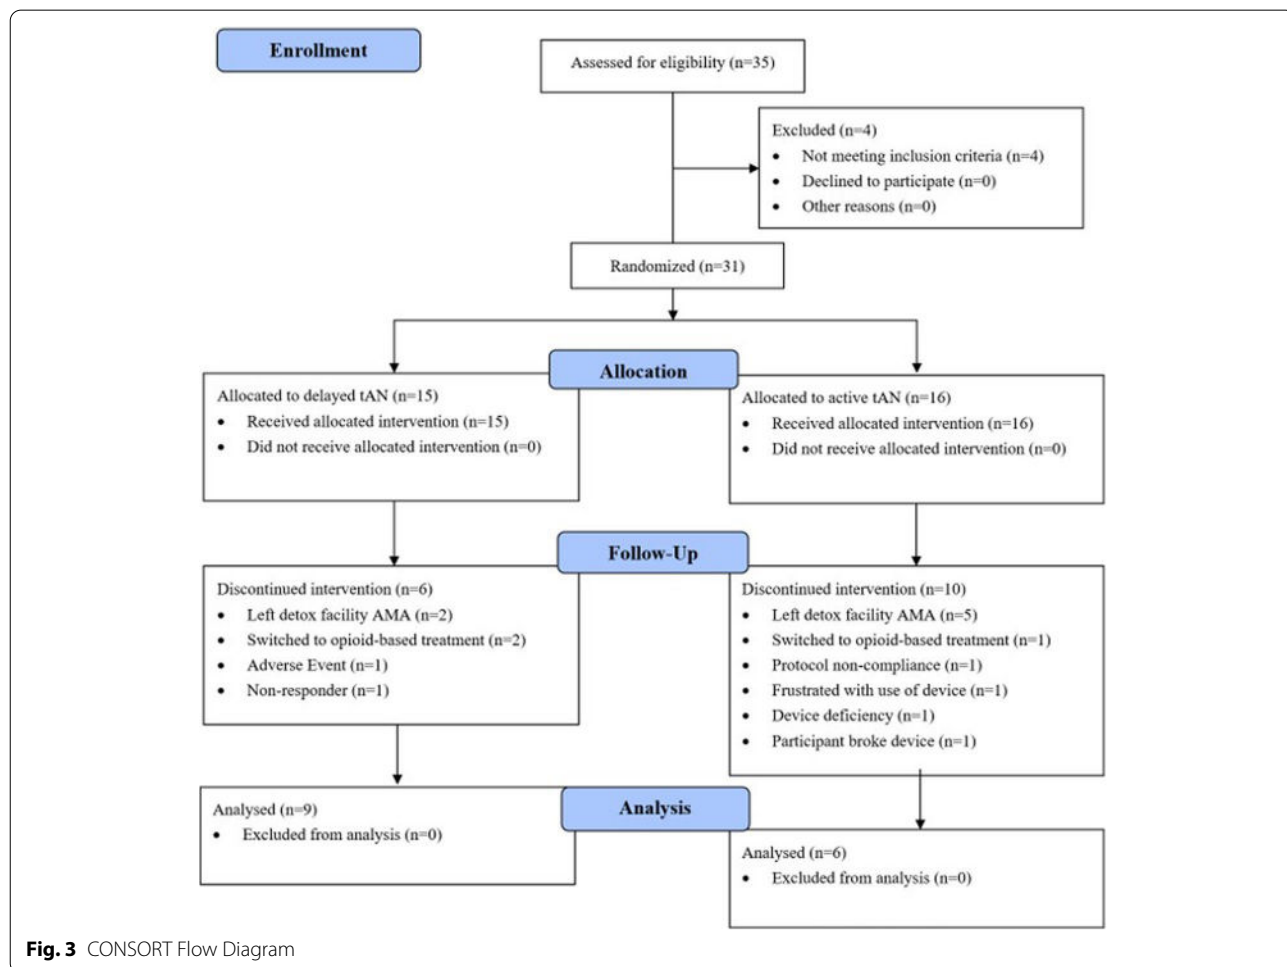 Enrollment
Assessed for eligibility (n=35)
Excluded (n=4)
• Not meeting inclusion criteria (n=4)
• Declined to participate (n=0)
• Other reasons (n=0)
Randomized (n=31)
Allocation
Allocated to delayed tAN (n=15)
• Received allocated intervention (n=15)
• Did not receive allocated intervention (n=0)
Allocated to active tAN (n=16)
• Received allocated intervention (n=16)
• Did not receive allocated intervention (n=0)
Follow-Up
Discontinued intervention (n=6)
• Left detox facility AMA (n=2)
• Switched to opioid-based treatment (n=2)
• Adverse Event (n=1)
• Non-responder (n=1)
Discontinued intervention (n=10)
• Left detox facility AMA (n=5)
• Switched to opioid-based treatment (n=1)
• Protocol non-compliance (n=1)
• Frustrated with use of device (n=1)
• Device deficiency (n=1)
• Participant broke device (n=1)
Analysis
Analysed (n=9)
• Excluded from analysis (n=0)
Analysed (n=6)
• Excluded from analysis (n=0)
Fig. 3 CONSORT Flow Diagram